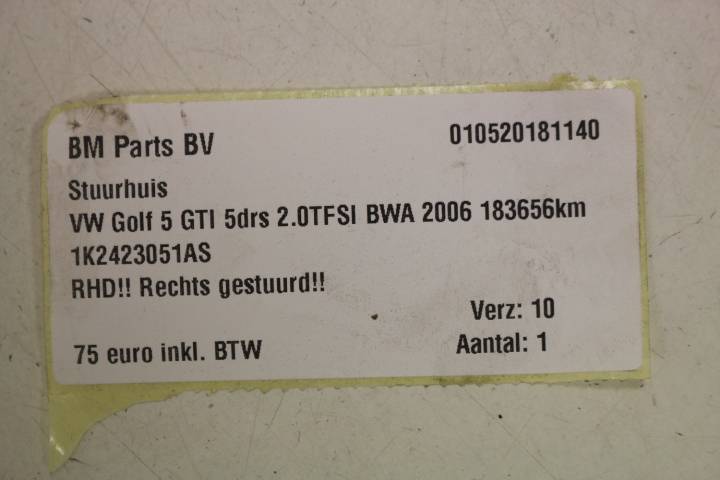 BM Parts BV 010520181140
Stuurhuis
VW Golf 5 GTI 5drs 2.0TFSI BWA 2006 183656km
1K2423051AS
RHD!! Rechts gestuurd!!
Verz: 10
75 euro inkl. BTW Aantal: 1